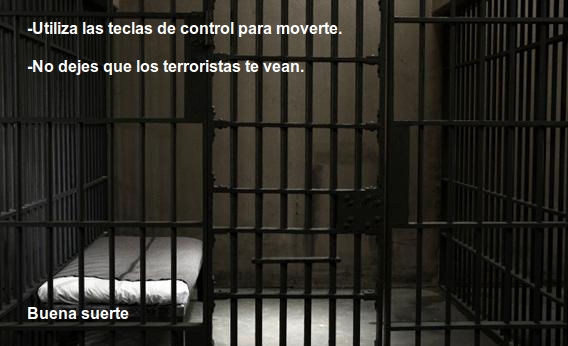 -Utiliza las teclas de control para moverte.
-No dejes que los terroristas te vean.
Buena suerte